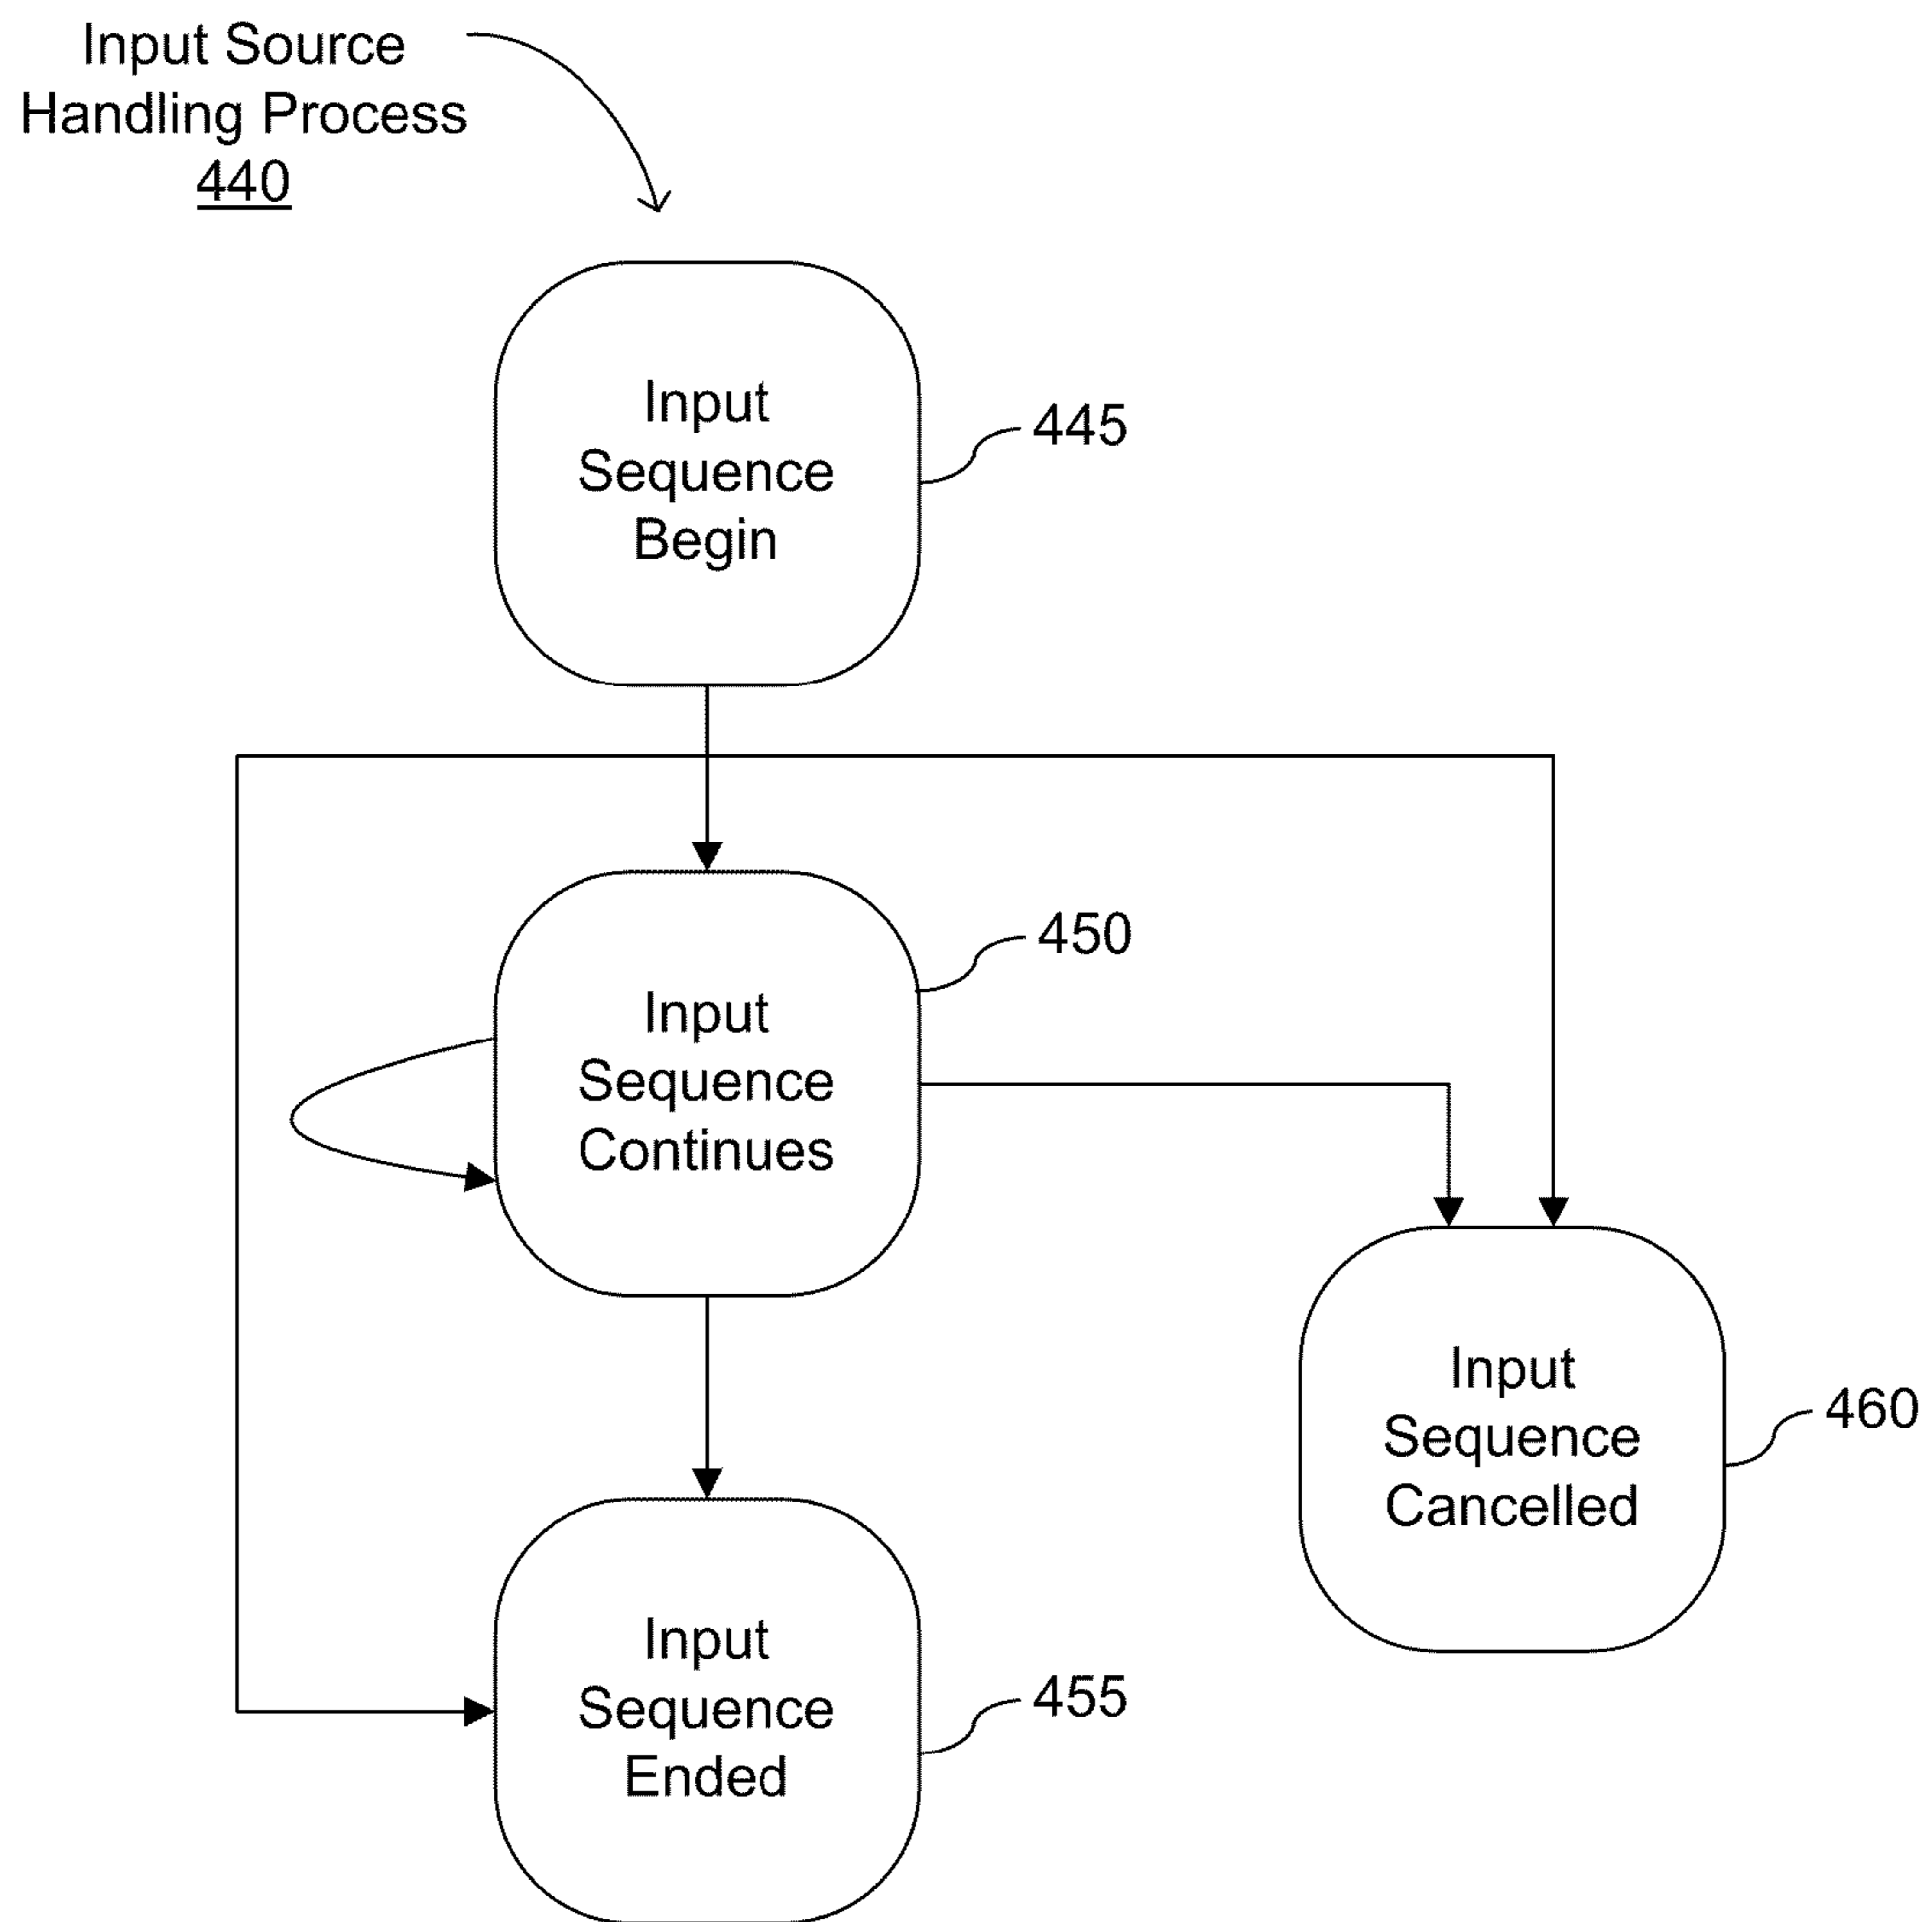 Input Source
Handling Process
440
Input
Sequence
Begin
445
Input
Sequence
Continues
450
Input
Sequence
Cancelled
460
Input
Sequence
Ended
455